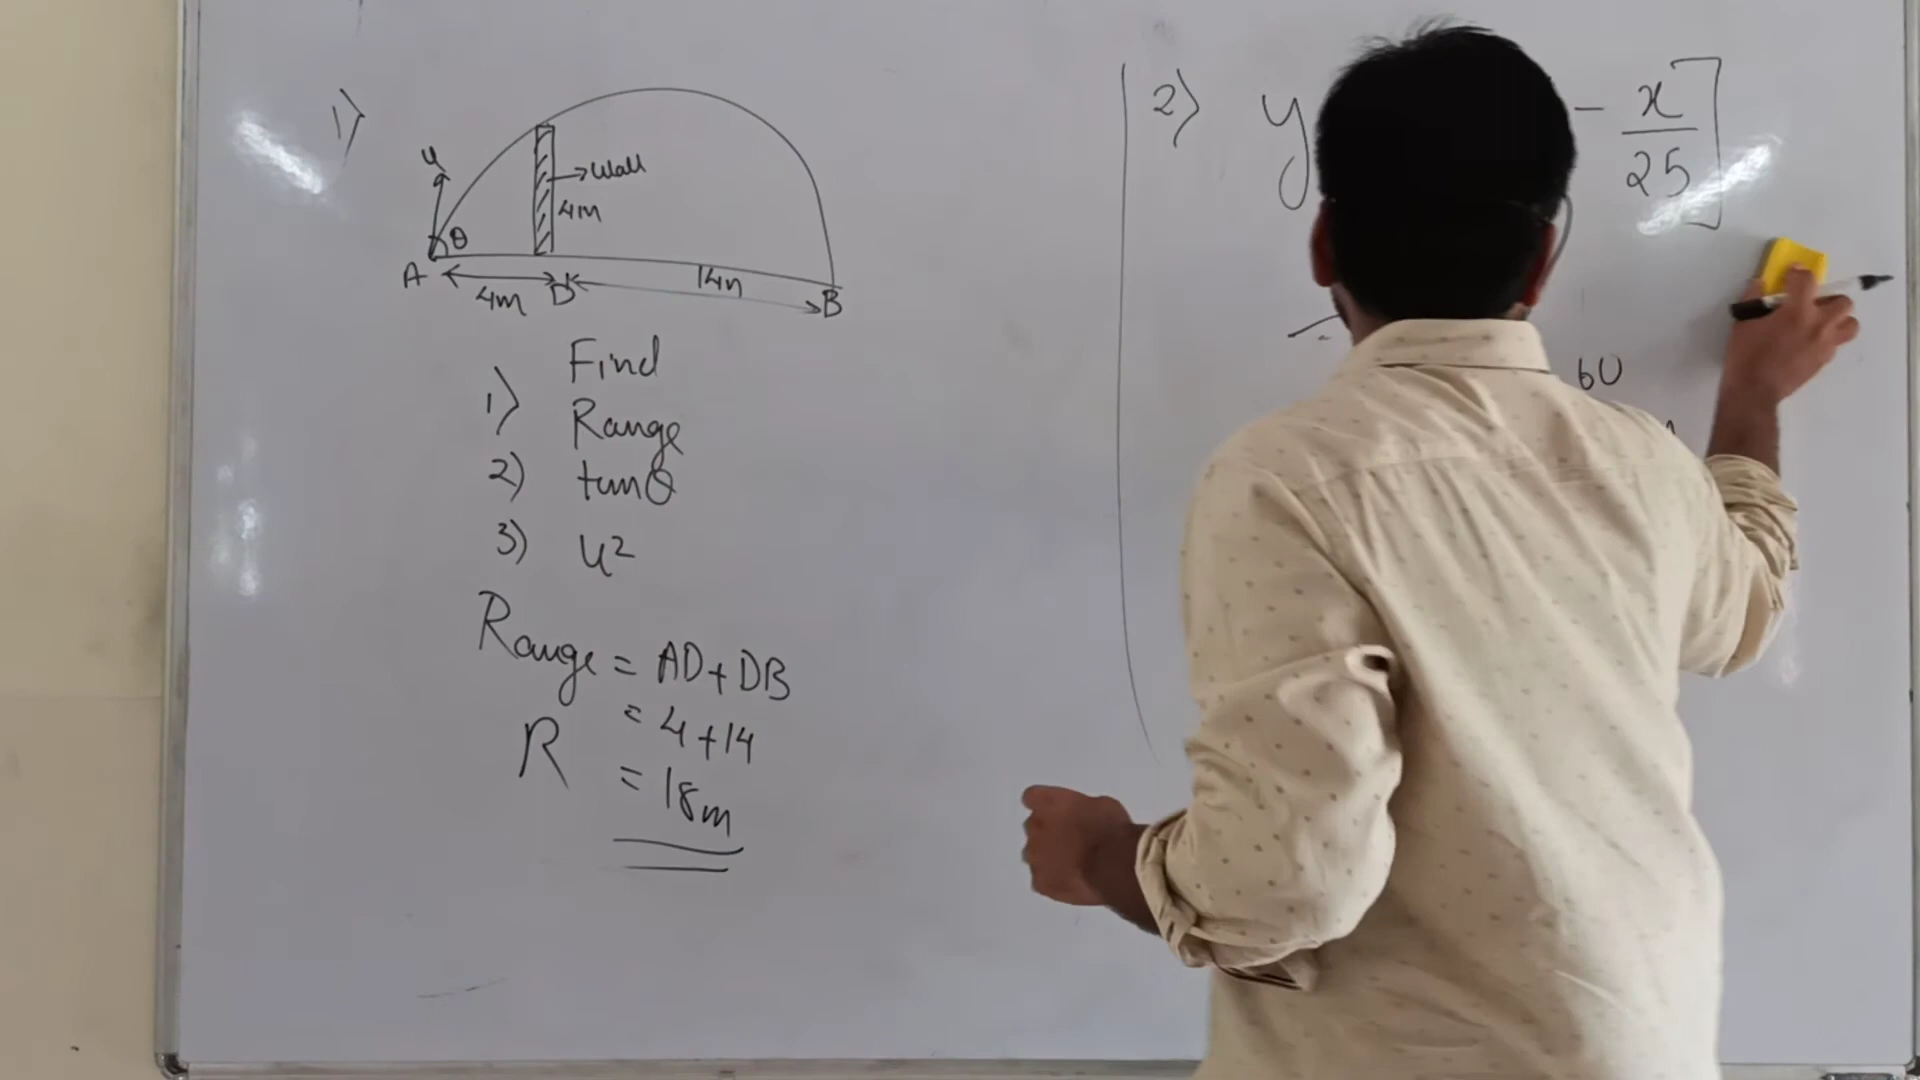 1)
u
→Wall
4m
θ
A
4m D 14m B
Find
1) Range
2) tanθ
3) u²
Range = AD+DB
= 4+14
R = 18m
2) y - x/25]
60